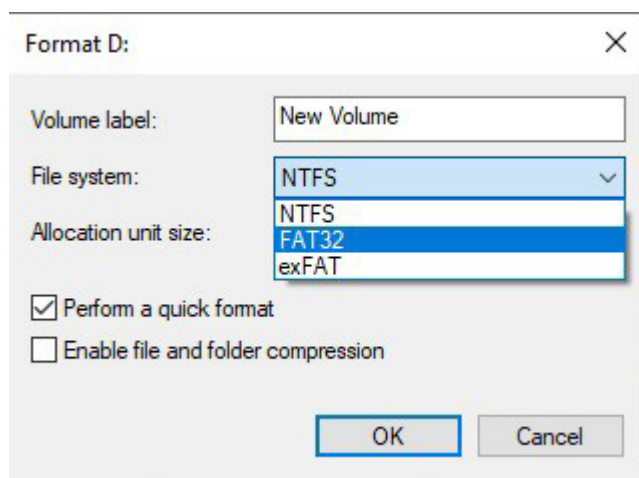 Format D:
Volume label:
New Volume
File system:
NTFS
NTFS
FAT32
exFAT
Allocation unit size:
Perform a quick format
Enable file and folder compression
OK
Cancel